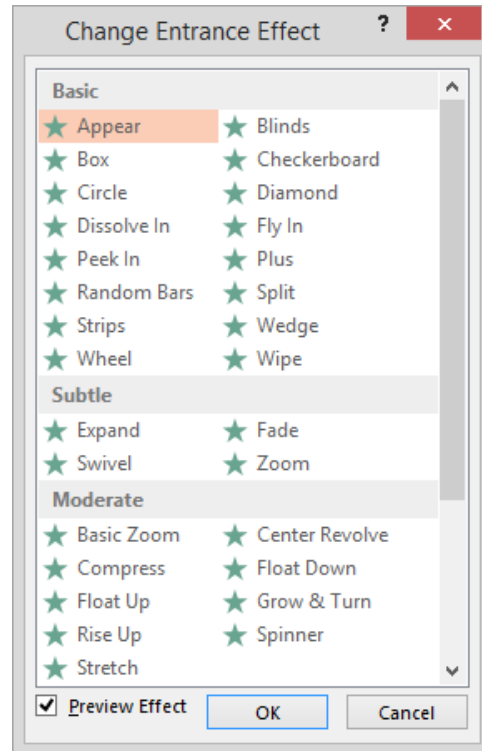 Change Entrance Effect ? ×
Basic
Appear Blinds
Box Checkerboard
Circle Diamond
Dissolve In Fly In
Peek In Plus
Random Bars Split
Strips Wedge
Wheel Wipe
Subtle
Expand Fade
Swivel Zoom
Moderate
Basic Zoom Center Revolve
Compress Float Down
Float Up Grow & Turn
Rise Up Spinner
Stretch
Preview Effect OK Cancel